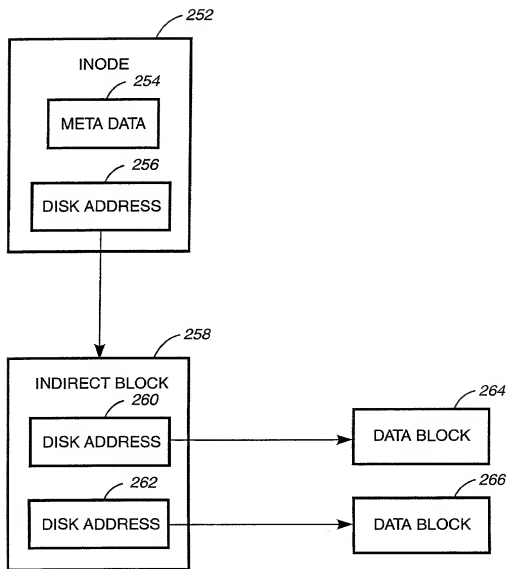 252
INODE
254
META DATA
256
DISK ADDRESS
258
INDIRECT BLOCK
260
DISK ADDRESS
264
DATA BLOCK
262
DISK ADDRESS
266
DATA BLOCK